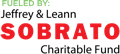 FUELED BY:
Jeffrey & Leann
SOBRATO
Charitable Fund